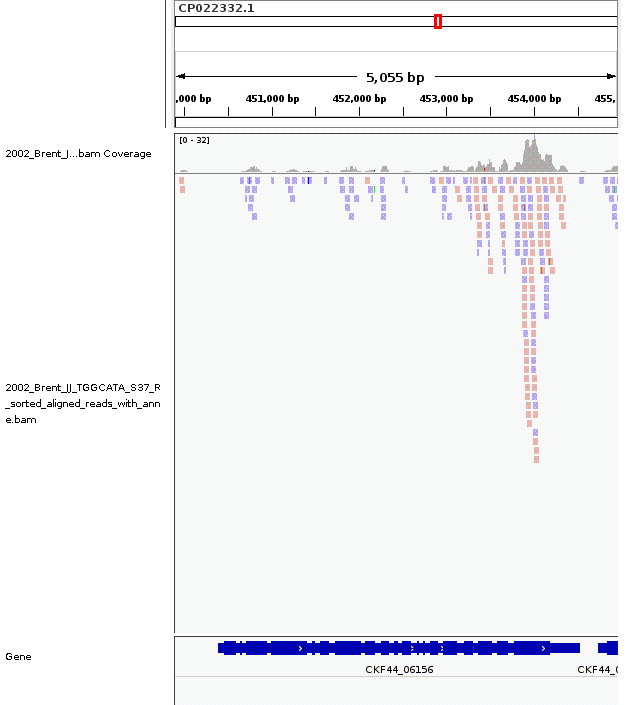 CP022332.1
5,055 bp
,000 bp 451,000 bp 452,000 bp 453,000 bp 454,000 bp 455,
[0 - 32]
2002_Brent_J...bam Coverage
2002_Brent_JJ_TGGCATA_S37_R
_sorted_aligned_reads_with_ann
e.bam
Gene
CKF44_06156 CKF44_0